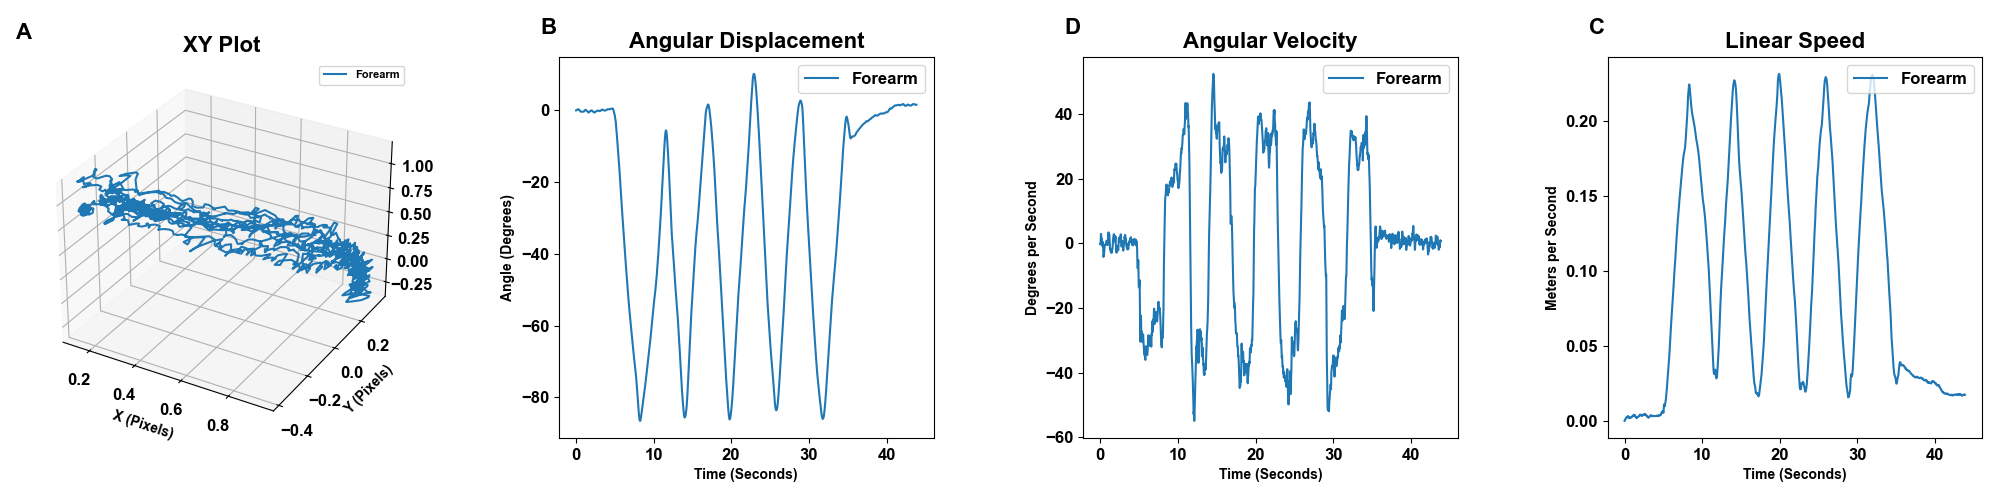 A
XY Plot
Forearm
1.00
0.75
0.50
0.25
0.00
−0.25
0.2
0.4
0.6
0.8
X (Pixels)
−0.4
−0.2
0.0
0.2
Y (Pixels)
B
Angular Displacement
Forearm
0
−20
−40
−60
−80
Angle (Degrees)
0 10 20 30 40
Time (Seconds)
D
Angular Velocity
Forearm
40
20
0
−20
−40
−60
Degrees per Second
0 10 20 30 40
Time (Seconds)
C
Linear Speed
Forearm
0.20
0.15
0.10
0.05
0.00
Meters per Second
0 10 20 30 40
Time (Seconds)